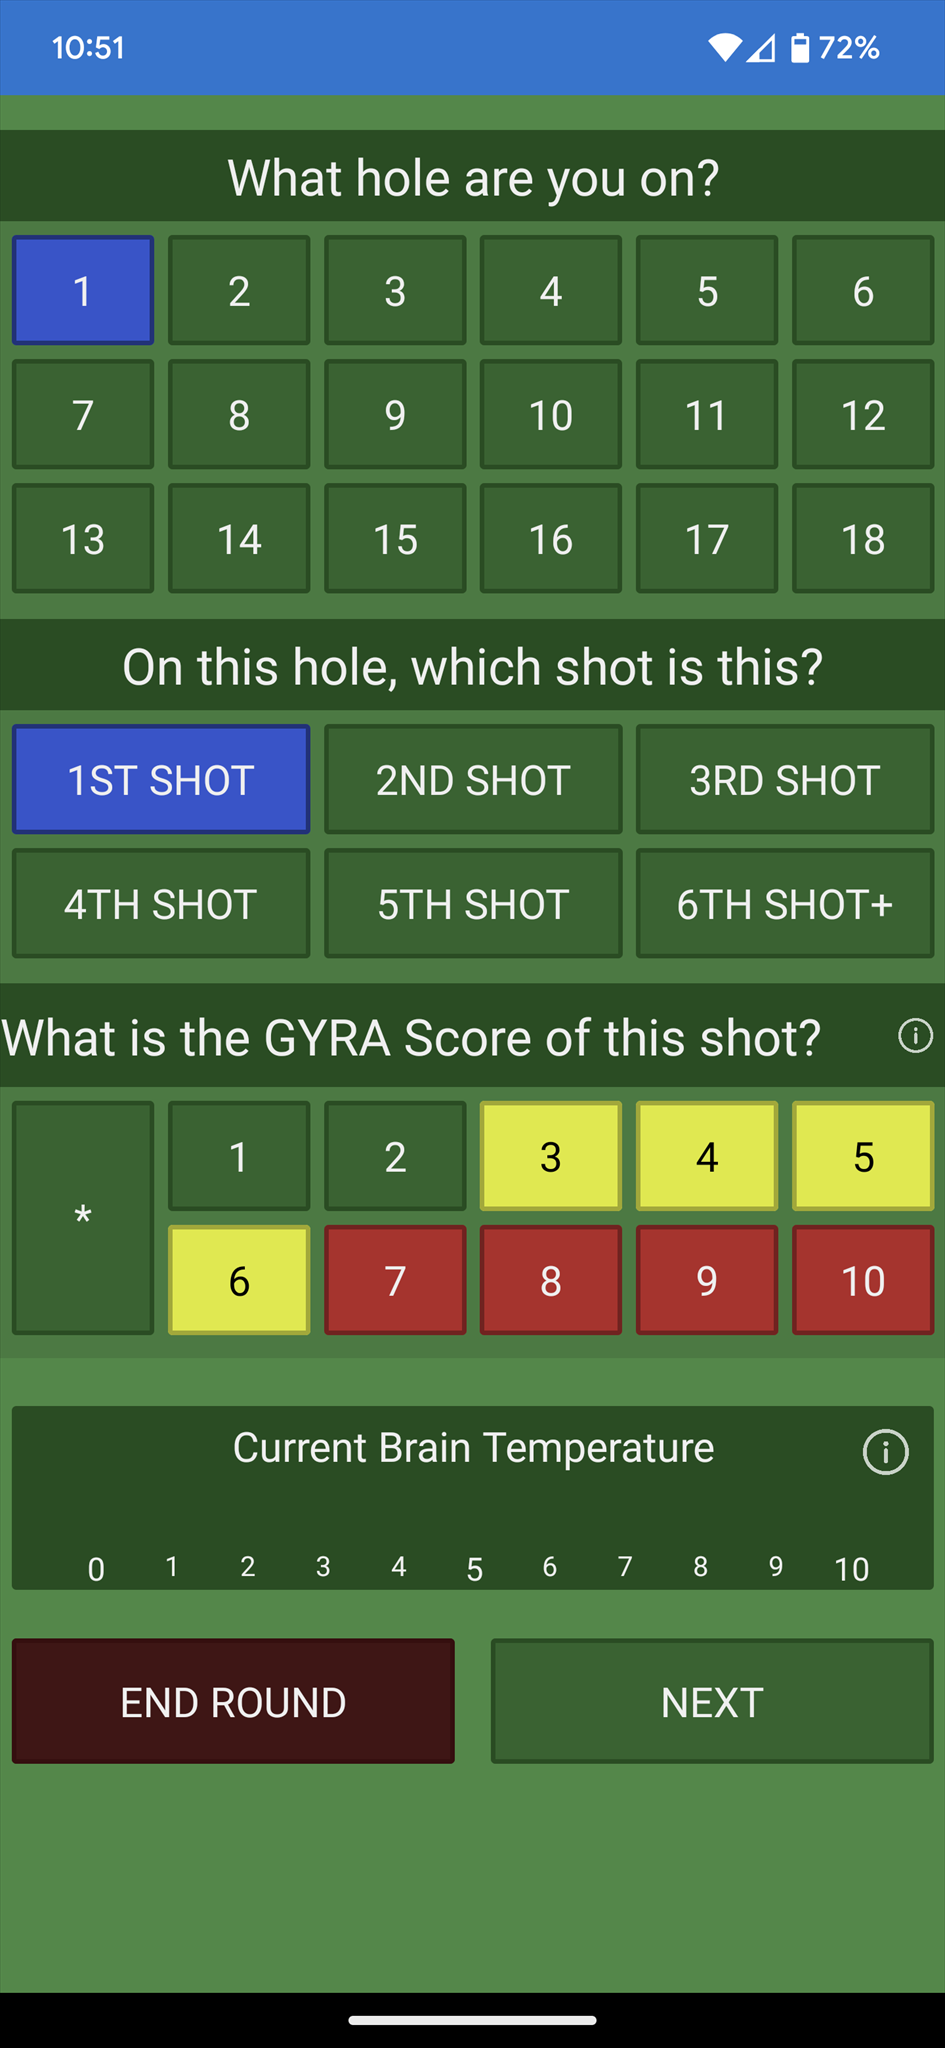 10:51 72%
What hole are you on?
1 2 3 4 5 6
7 8 9 10 11 12
13 14 15 16 17 18
On this hole, which shot is this?
1ST SHOT 2ND SHOT 3RD SHOT
4TH SHOT 5TH SHOT 6TH SHOT+
What is the GYRA Score of this shot? i
* 1 2 3 4 5
6 7 8 9 10
Current Brain Temperature i
0 1 2 3 4 5 6 7 8 9 10
END ROUND NEXT